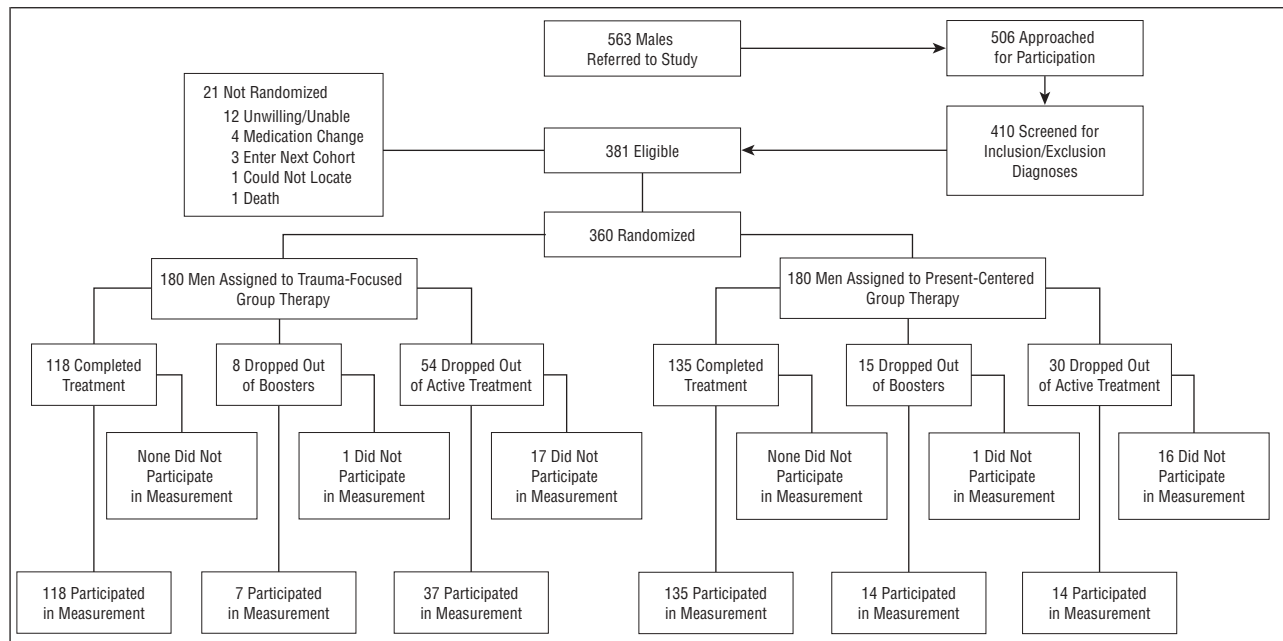 563 Males
Referred to Study
506 Approached
for Participation
21 Not Randomized
12 Unwilling/Unable
4 Medication Change
3 Enter Next Cohort
1 Could Not Locate
1 Death
381 Eligible
410 Screened for
Inclusion/Exclusion
Diagnoses
360 Randomized
180 Men Assigned to Trauma-Focused
Group Therapy
180 Men Assigned to Present-Centered
Group Therapy
118 Completed
Treatment
8 Dropped Out
of Boosters
54 Dropped Out
of Active Treatment
135 Completed
Treatment
15 Dropped Out
of Boosters
30 Dropped Out
of Active Treatment
None Did Not
Participate
in Measurement
1 Did Not
Participate
in Measurement
17 Did Not
Participate
in Measurement
None Did Not
Participate
in Measurement
1 Did Not
Participate
in Measurement
16 Did Not
Participate
in Measurement
118 Participated
in Measurement
7 Participated
in Measurement
37 Participated
in Measurement
135 Participated
in Measurement
14 Participated
in Measurement
14 Participated
in Measurement